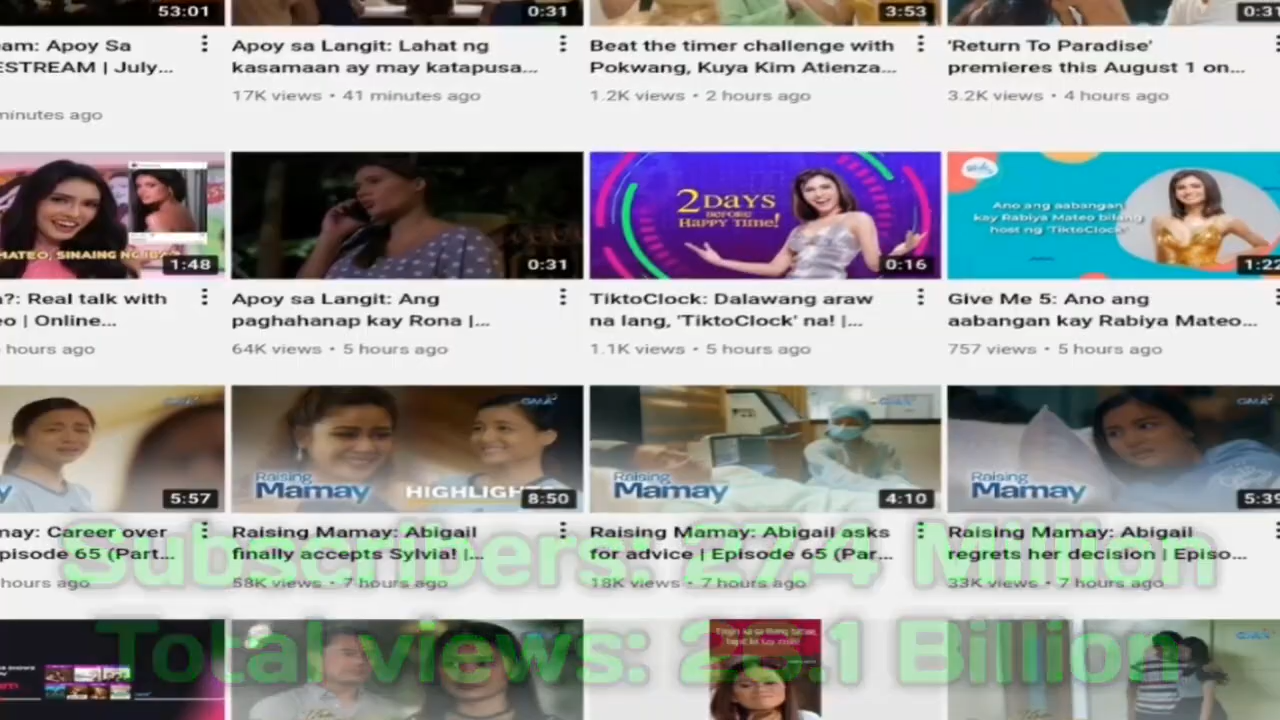 53:01
0:31
3:53
0:31
am: Apoy Sa
ESTREAM | July...
minutes ago
Apoy sa Langit: Lahat ng
kasamaan ay may katapusa...
17K views • 41 minutes ago
Beat the timer challenge with
Pokwang, Kuya Kim Atienza...
1.2K views • 2 hours ago
'Return To Paradise'
premieres this August 1 on...
3.2K views • 4 hours ago
1:48
0:31
2 Days
before
Happy Time!
0:16
Ano ang aabangan
kay Rabiya Mateo bilang
host ng 'TiktoClock'
1:22
?: Real talk with
eo | Online...
hours ago
Apoy sa Langit: Ang
paghahanap kay Rona |...
64K views • 5 hours ago
TiktoClock: Dalawang araw
na lang, 'TiktoClock' na! |...
1.1K views • 5 hours ago
Give Me 5: Ano ang
aabangan kay Rabiya Mateo...
757 views • 5 hours ago
5:57
GMA
Raising
Mamay
HIGHLIGHT
8:50
Raising
Mamay
4:10
GMA
Raising
Mamay
5:39
may: Career over
pisode 65 (Part...
hours ago
Raising Mamay: Abigail
finally accepts Sylvia! |...
58K views • 7 hours ago
Raising Mamay: Abigail asks
for advice | Episode 65 (Par...
18K views • 7 hours ago
Raising Mamay: Abigail
regrets her decision | Episo...
33K views • 7 hours ago
Subscribers: 27.4 Million
Total views: 23.1 Billion